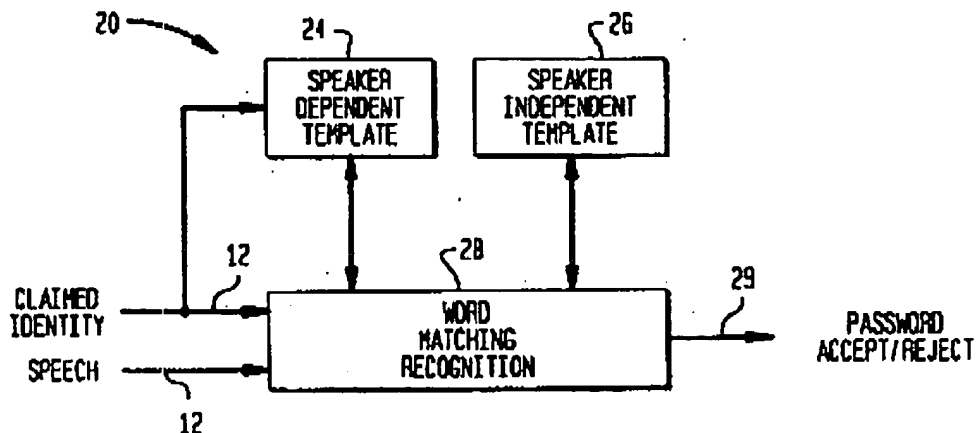 20
24
26
SPEAKER
DEPENDENT
TEMPLATE
SPEAKER
INDEPENDENT
TEMPLATE
28
12
29
CLAIMED
IDENTITY
WORD
MATCHING
RECOGNITION
PASSWORD
ACCEPT/REJECT
SPEECH
12